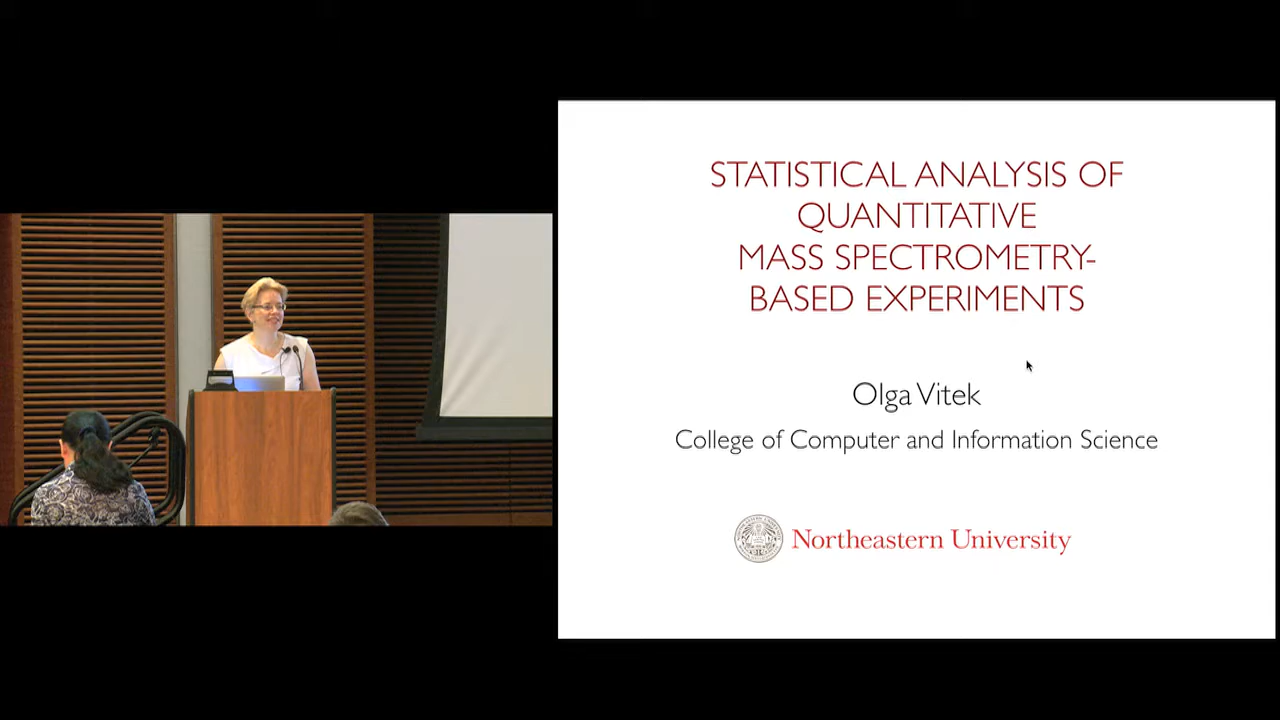 STATISTICAL ANALYSIS OF
QUANTITATIVE
MASS SPECTROMETRY-
BASED EXPERIMENTS
Olga Vitek
College of Computer and Information Science
Northeastern University